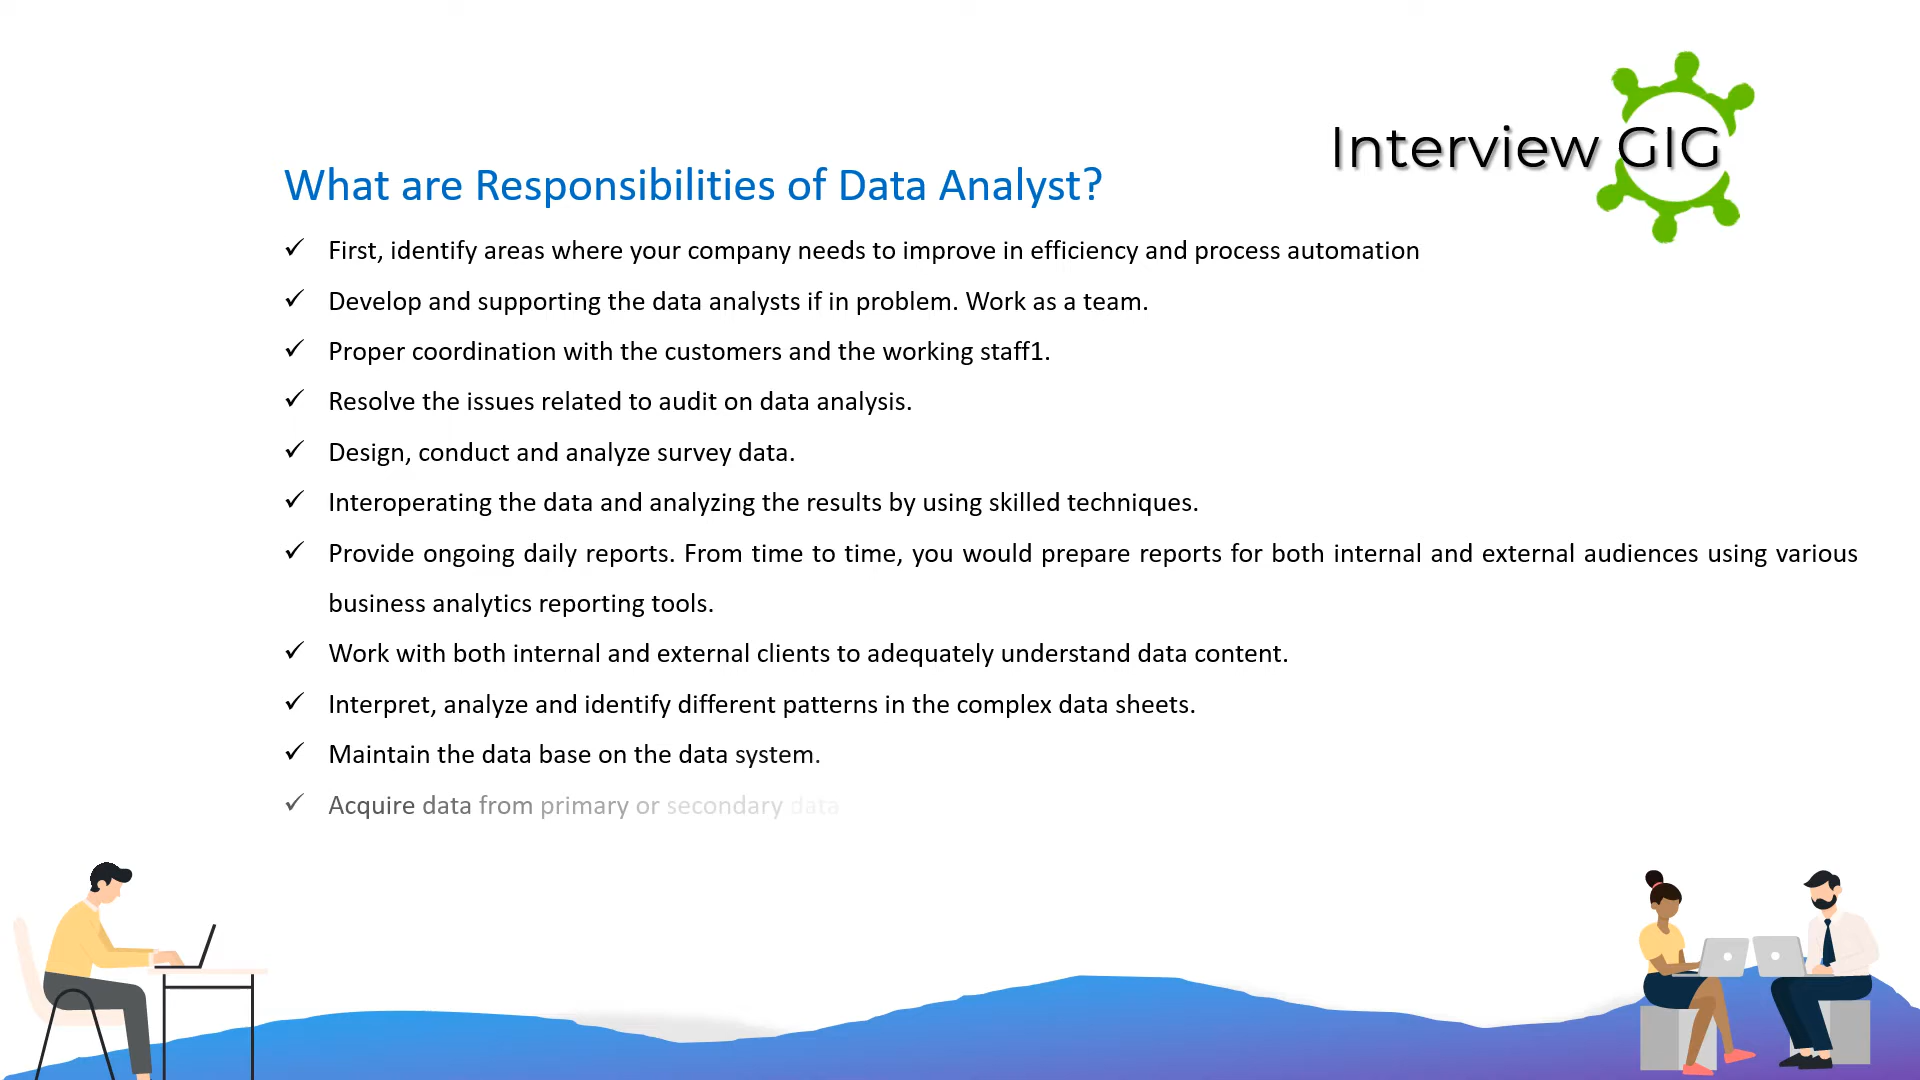 Interview GIG
What are Responsibilities of Data Analyst?
✓ First, identify areas where your company needs to improve in efficiency and process automation
✓ Develop and supporting the data analysts if in problem. Work as a team.
✓ Proper coordination with the customers and the working staff1.
✓ Resolve the issues related to audit on data analysis.
✓ Design, conduct and analyze survey data.
✓ Interoperating the data and analyzing the results by using skilled techniques.
✓ Provide ongoing daily reports. From time to time, you would prepare reports for both internal and external audiences using various
business analytics reporting tools.
✓ Work with both internal and external clients to adequately understand data content.
✓ Interpret, analyze and identify different patterns in the complex data sheets.
✓ Maintain the data base on the data system.
✓ Acquire data from primary or secondary data